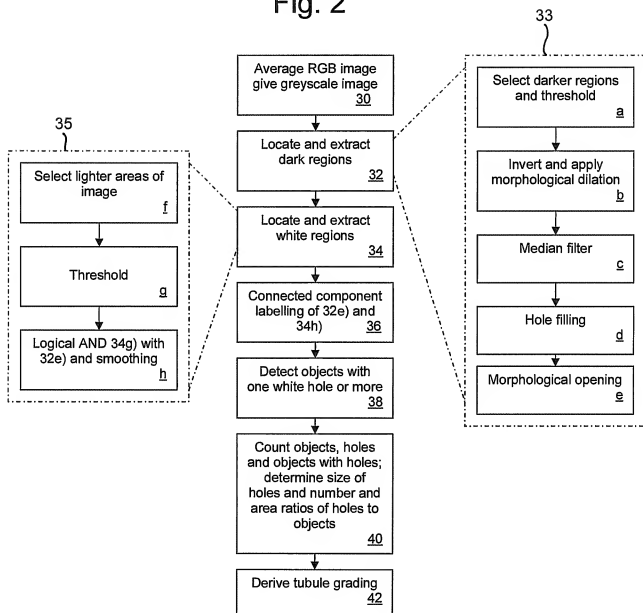 Fig. 2
33
35
Average RGB image
give greyscale image
30
Locate and extract
dark regions
32
Locate and extract
white regions
34
Connected component
labelling of 32e) and
34h)
36
Detect objects with
one white hole or more
38
Count objects, holes
and objects with holes;
determine size of
holes and number and
area ratios of holes to
objects
40
Derive tubule grading
42
Select lighter areas of
image
f
Threshold
g
Logical AND 34g) with
32e) and smoothing
h
Select darker regions
and threshold
a
Invert and apply
morphological dilation
b
Median filter
c
Hole filling
d
Morphological opening
e